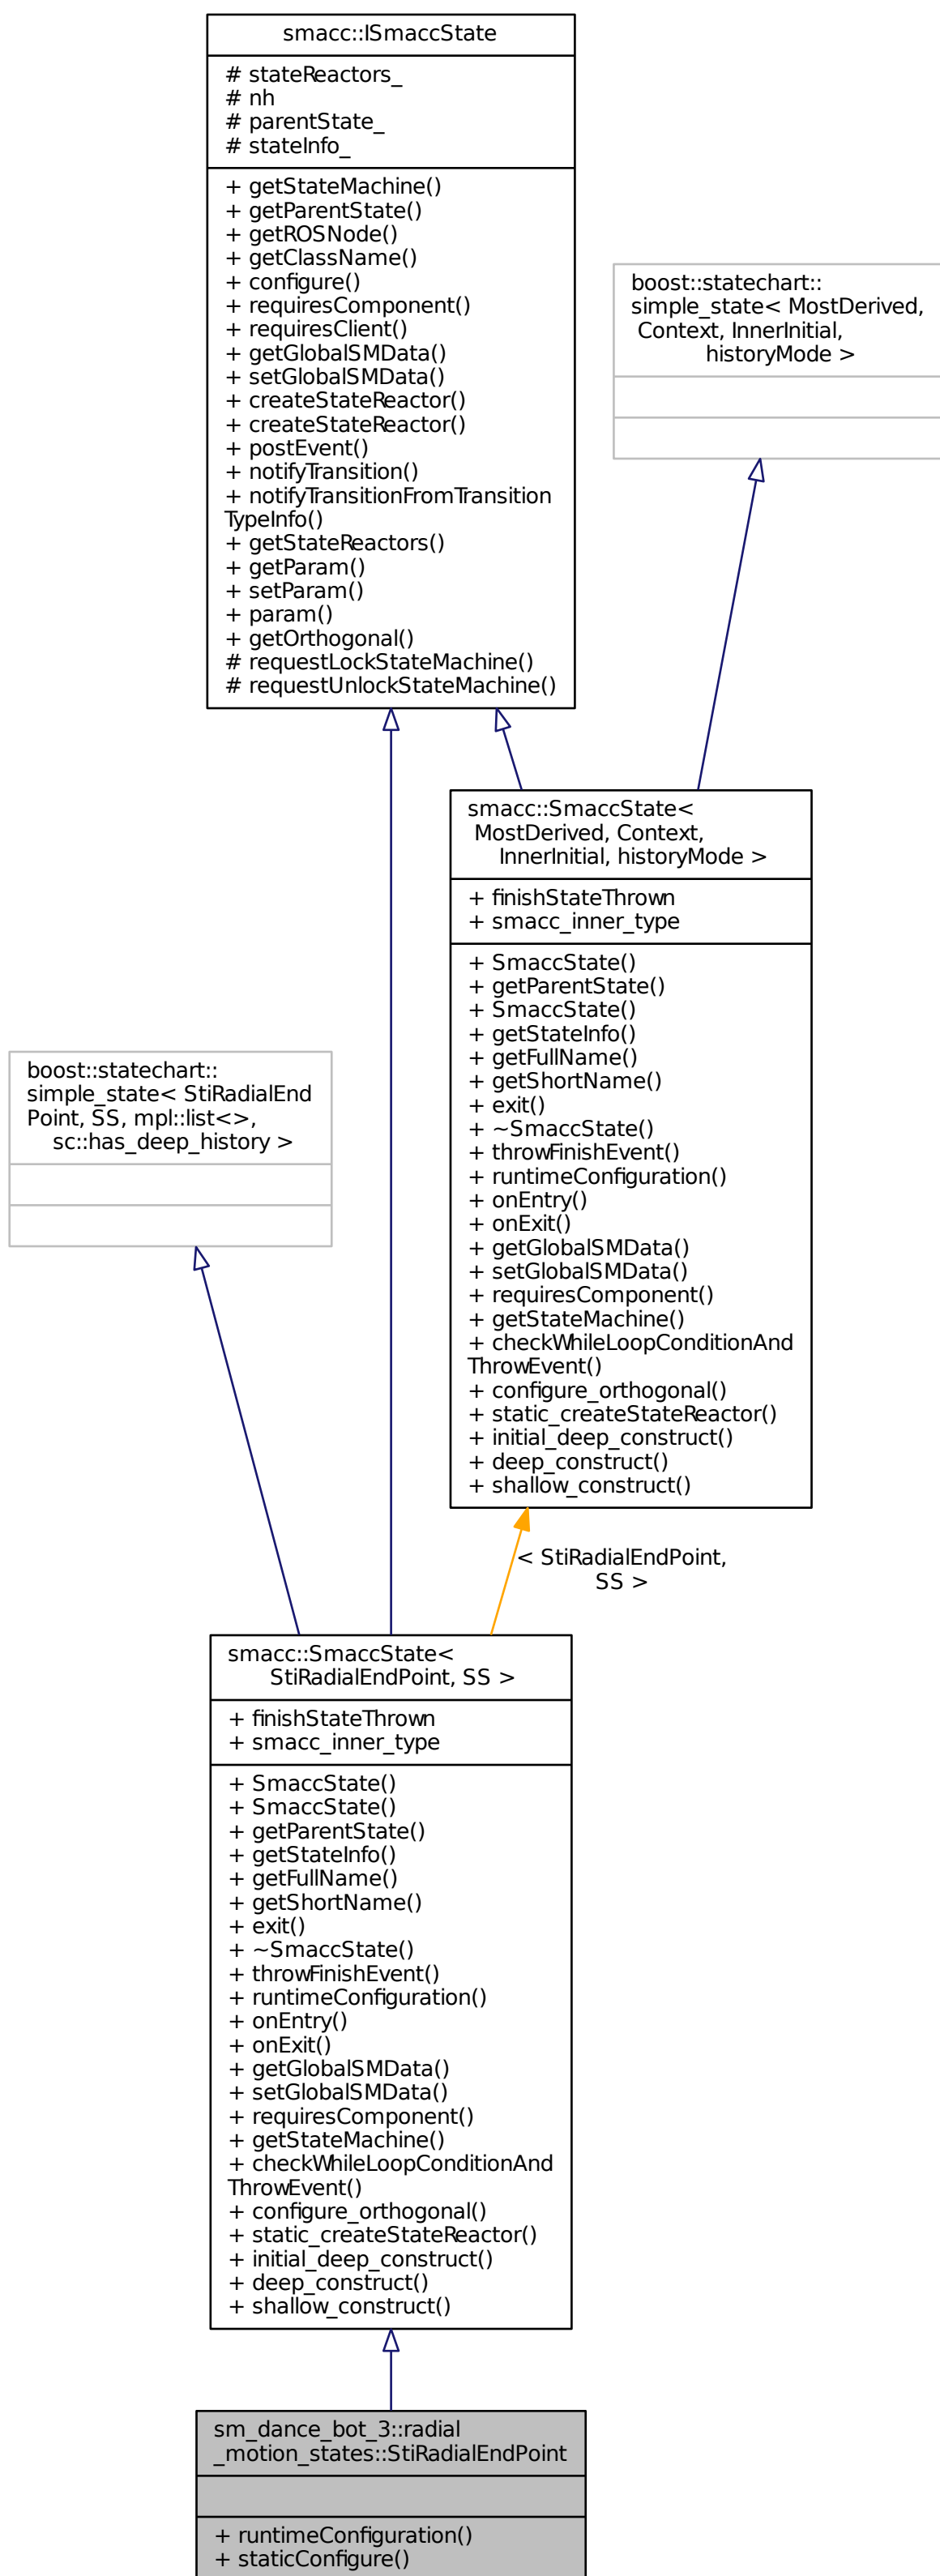 smacc::ISmaccState
# stateReactors_
# nh
# parentState_
# stateInfo_
+ getStateMachine()
+ getParentState()
+ getROSNode()
+ getClassName()
+ configure()
+ requiresComponent()
+ requiresClient()
+ getGlobalSMData()
+ setGlobalSMData()
+ createStateReactor()
+ createStateReactor()
+ postEvent()
+ notifyTransition()
+ notifyTransitionFromTransition
TypeInfo()
+ getStateReactors()
+ getParam()
+ setParam()
+ param()
+ getOrthogonal()
# requestLockStateMachine()
# requestUnlockStateMachine()
boost::statechart::
simple_state< MostDerived,
Context, InnerInitial,
historyMode >
smacc::SmaccState<
MostDerived, Context,
InnerInitial, historyMode >
+ finishStateThrown
+ smacc_inner_type
+ SmaccState()
+ getParentState()
+ SmaccState()
+ getStateInfo()
+ getFullName()
+ getShortName()
+ exit()
+ ~SmaccState()
+ throwFinishEvent()
+ runtimeConfiguration()
+ onEntry()
+ onExit()
+ getGlobalSMData()
+ setGlobalSMData()
+ requiresComponent()
+ getStateMachine()
+ checkWhileLoopConditionAnd
ThrowEvent()
+ configure_orthogonal()
+ static_createStateReactor()
+ initial_deep_construct()
+ deep_construct()
+ shallow_construct()
boost::statechart::
simple_state< StiRadialEnd
Point, SS, mpl::list<>,
sc::has_deep_history >
< StiRadialEndPoint,
SS >
smacc::SmaccState<
StiRadialEndPoint, SS >
+ finishStateThrown
+ smacc_inner_type
+ SmaccState()
+ SmaccState()
+ getParentState()
+ getStateInfo()
+ getFullName()
+ getShortName()
+ exit()
+ ~SmaccState()
+ throwFinishEvent()
+ runtimeConfiguration()
+ onEntry()
+ onExit()
+ getGlobalSMData()
+ setGlobalSMData()
+ requiresComponent()
+ getStateMachine()
+ checkWhileLoopConditionAnd
ThrowEvent()
+ configure_orthogonal()
+ static_createStateReactor()
+ initial_deep_construct()
+ deep_construct()
+ shallow_construct()
sm_dance_bot_3::radial
_motion_states::StiRadialEndPoint
+ runtimeConfiguration()
+ staticConfigure()